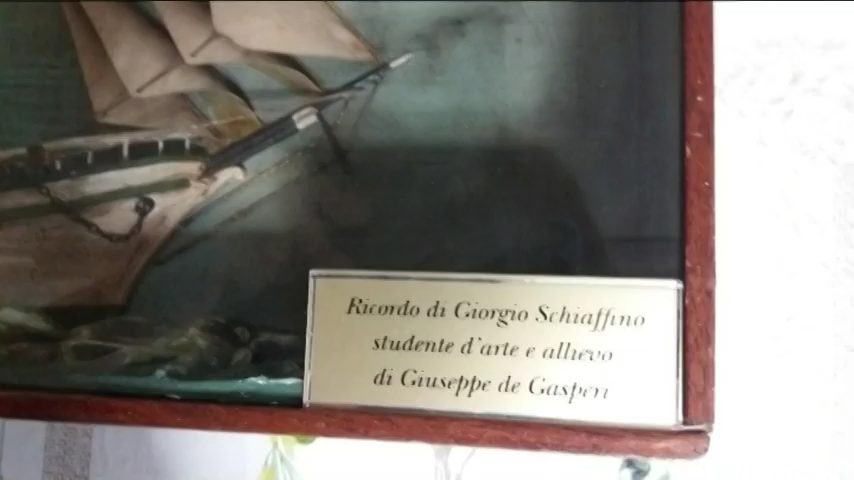 Ricordo di Giorgio Schiaffino
studente d'arte e allievo
di Giuseppe de Gasperi